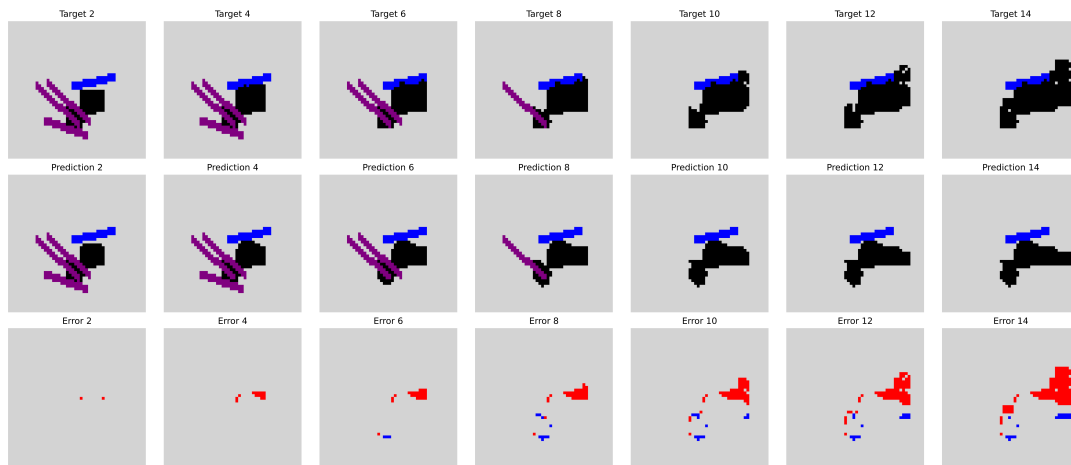 Target 2 Target 4 Target 6 Target 8 Target 10 Target 12 Target 14
Prediction 2 Prediction 4 Prediction 6 Prediction 8 Prediction 10 Prediction 12 Prediction 14
Error 2 Error 4 Error 6 Error 8 Error 10 Error 12 Error 14